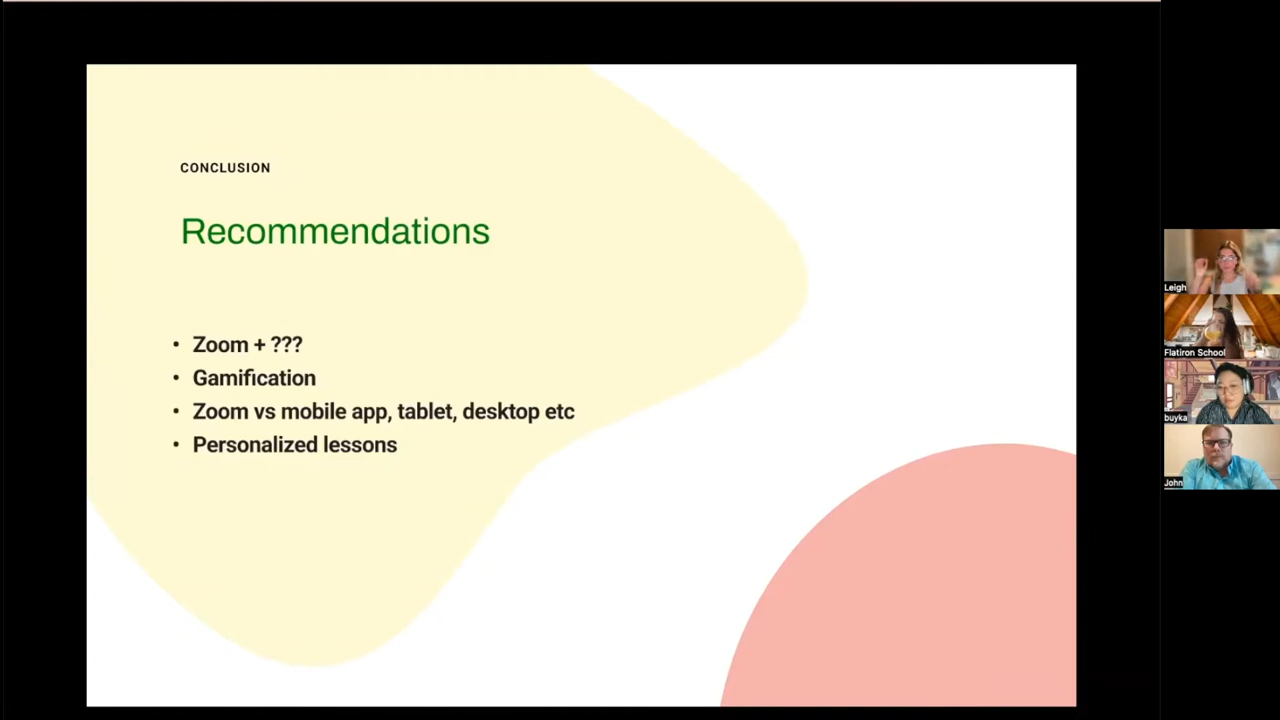 CONCLUSION
Recommendations
• Zoom + ???
• Gamification
• Zoom vs mobile app, tablet, desktop etc
• Personalized lessons
Leigh
Flatiron School
buyka
John